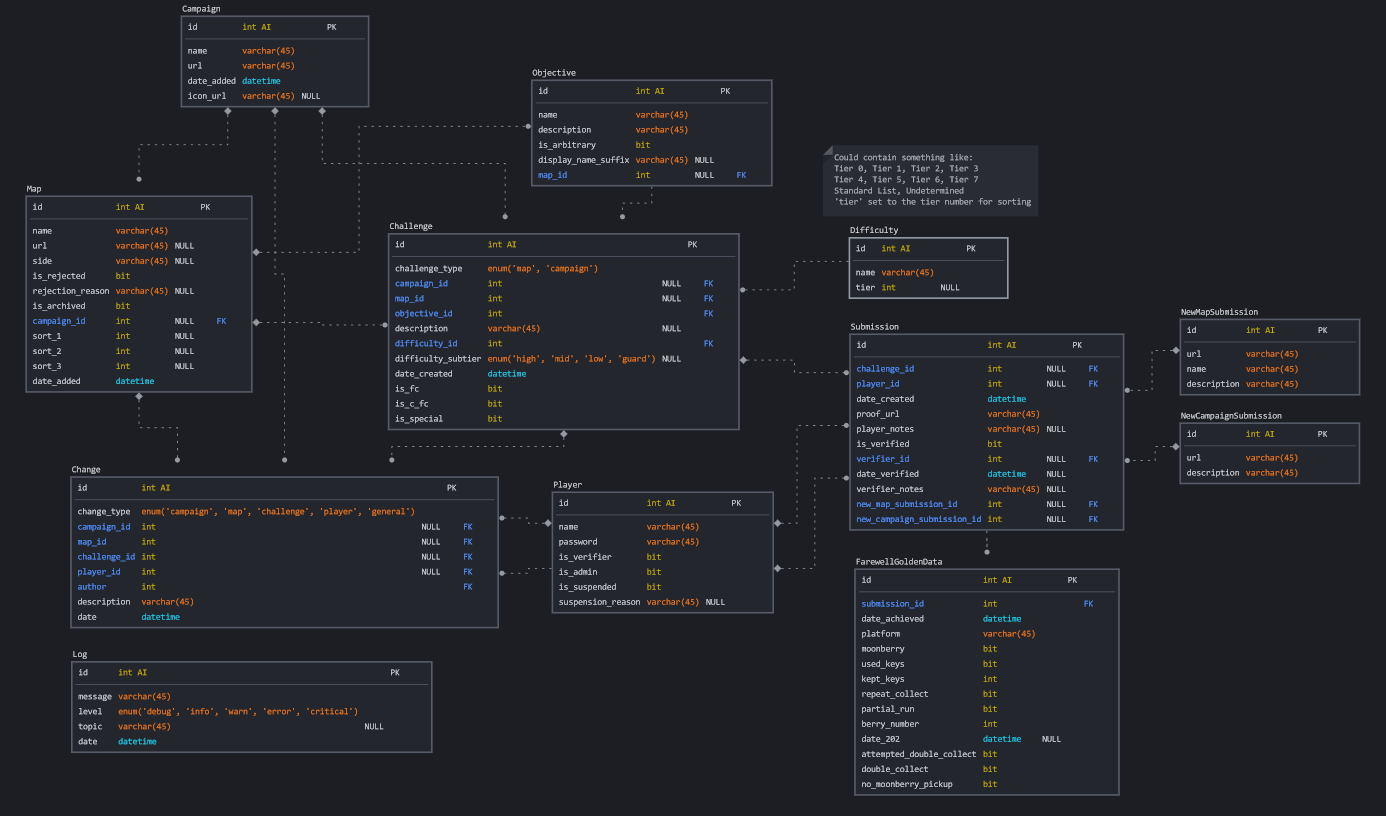 Campaign
id int AI PK
name varchar(45)
url varchar(45)
date_added datetime
icon_url varchar(45) NULL
Objective
id int AI PK
name varchar(45)
description varchar(45)
is_arbitrary bit
display_name_suffix varchar(45) NULL
map_id int NULL FK
Could contain something like:
Tier 0, Tier 1, Tier 2, Tier 3
Tier 4, Tier 5, Tier 6, Tier 7
Standard List, Undetermined
'tier' set to the tier number for sorting
Map
id int AI PK
name varchar(45)
url varchar(45) NULL
side varchar(45) NULL
is_rejected bit
rejection_reason varchar(45) NULL
is_archived bit
campaign_id int NULL FK
sort_1 int NULL
sort_2 int NULL
sort_3 int NULL
date_added datetime
Challenge
id int AI PK
challenge_type enum('map', 'campaign')
campaign_id int NULL FK
map_id int NULL FK
objective_id int FK
description varchar(45) NULL
difficulty_id int FK
difficulty_subtier enum('high', 'mid', 'low', 'guard') NULL
date_created datetime
is_fc bit
is_c_fc bit
is_special bit
Difficulty
id int AI PK
name varchar(45)
tier int NULL
Submission
id int AI PK
challenge_id int NULL FK
player_id int NULL FK
date_created datetime
proof_url varchar(45)
player_notes varchar(45) NULL
is_verified bit
verifier_id int NULL FK
date_verified datetime NULL
verifier_notes varchar(45) NULL
new_map_submission_id int NULL FK
new_campaign_submission_id int NULL FK
NewMapSubmission
id int AI PK
url varchar(45)
name varchar(45)
description varchar(45)
NewCampaignSubmission
id int AI PK
url varchar(45)
description varchar(45)
Change
id int AI PK
change_type enum('campaign', 'map', 'challenge', 'player', 'general')
campaign_id int NULL FK
map_id int NULL FK
challenge_id int NULL FK
player_id int NULL FK
author int FK
description varchar(45)
date datetime
Player
id int AI PK
name varchar(45)
password varchar(45)
is_verifier bit
is_admin bit
is_suspended bit
suspension_reason varchar(45) NULL
FarewellGoldenData
id int AI PK
submission_id int FK
date_achieved datetime
platform varchar(45)
moonberry bit
used_keys bit
kept_keys int
repeat_collect bit
partial_run bit
berry_number int
date_202 datetime NULL
attempted_double_collect bit
double_collect bit
no_moonberry_pickup bit
Log
id int AI PK
message varchar(45)
level enum('debug', 'info', 'warn', 'error', 'critical')
topic varchar(45) NULL
date datetime